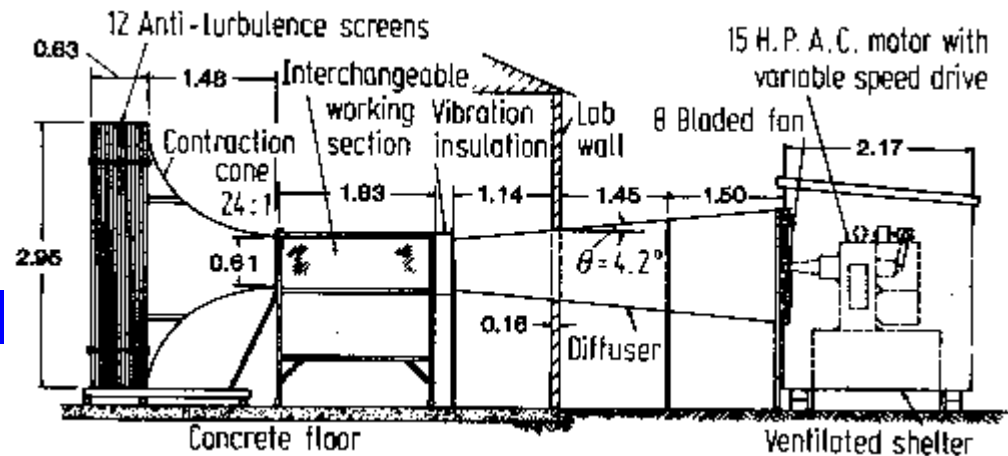 12 Anti-turbulence screens
0.63
1.48
Interchangeable
working
section
Vibration
insulation
Lab
wall
15 H.P. A.C. motor with
variable speed drive
8 Bladed fan
2.17
Contraction
cone
24:1
1.83
1.14
1.45
1.50
2.95
0.61
θ=4.2°
0.16
Diffuser
Concrete floor
Ventilated shelter